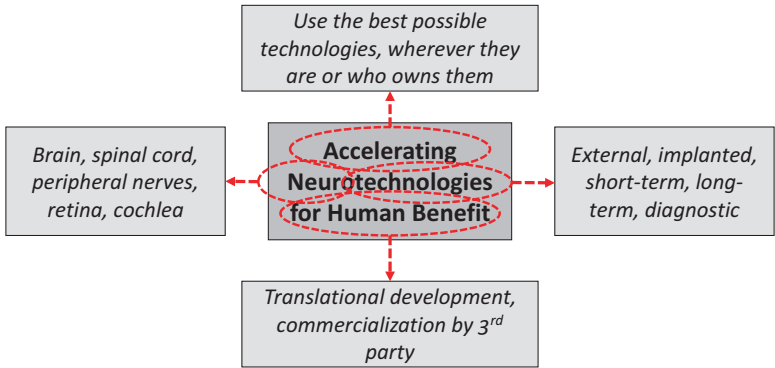 Use the best possible
technologies, wherever they
are or who owns them
Brain, spinal cord,
peripheral nerves,
retina, cochlea
Accelerating
Neurotechnologies
for Human Benefit
External, implanted,
short-term, long-
term, diagnostic
Translational development,
commercialization by 3rd
party